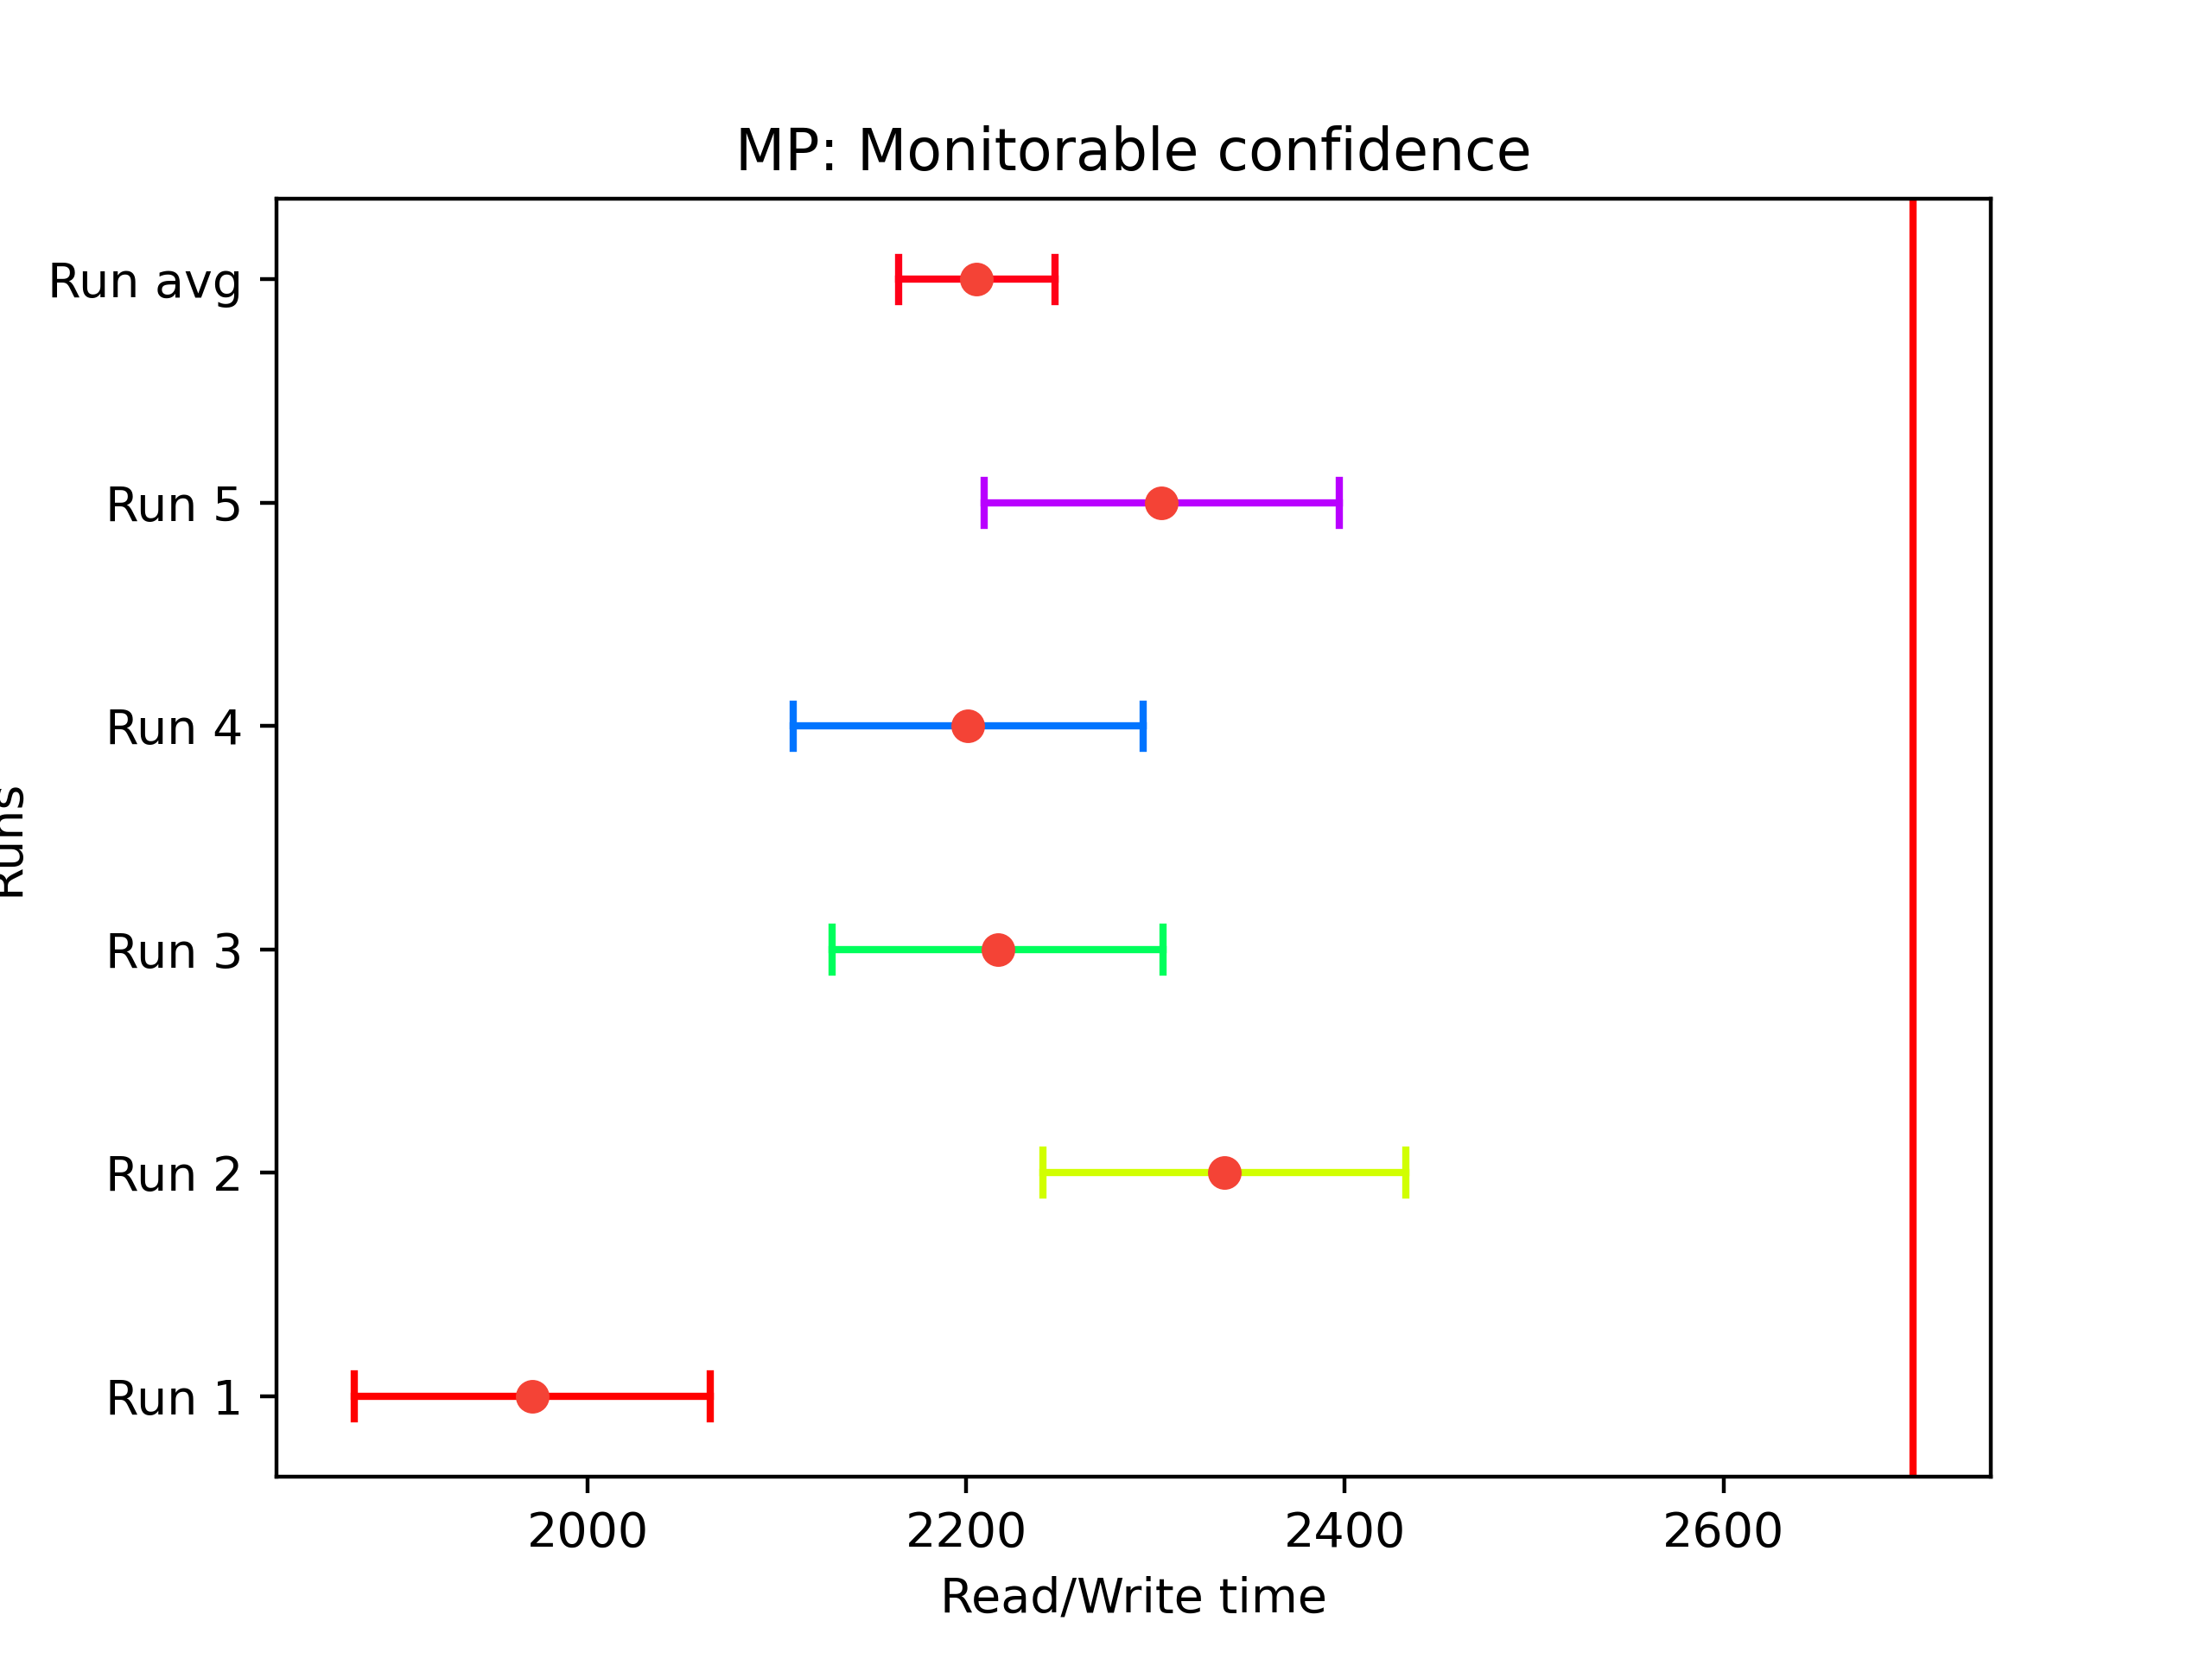 MP: Monitorable confidence
Run avg
Run 5
Run 4
Run 3
Run 2
Run 1
Runs
2000 2200 2400 2600
Read/Write time